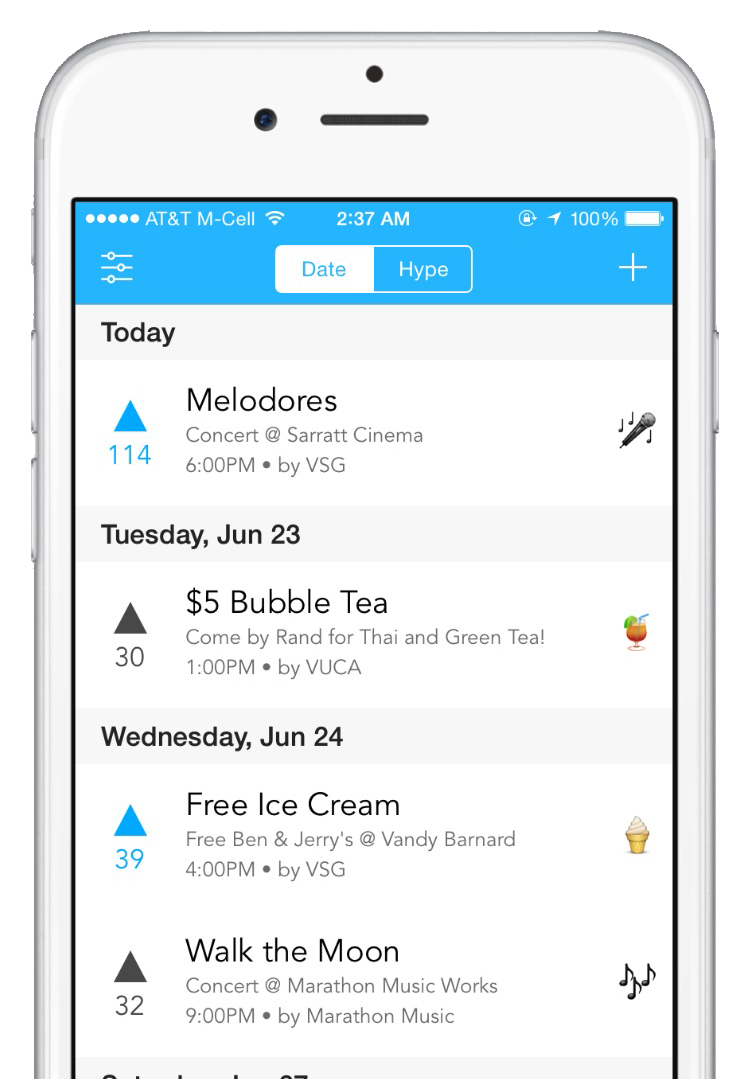 AT&T M-Cell 2:37 AM 100%
Date Hype
Today
Melodores
Concert @ Sarratt Cinema
114
6:00PM • by VSG
Tuesday, Jun 23
$5 Bubble Tea
Come by Rand for Thai and Green Tea!
30
1:00PM • by VUCA
Wednesday, Jun 24
Free Ice Cream
Free Ben & Jerry's @ Vandy Barnard
39
4:00PM • by VSG
Walk the Moon
Concert @ Marathon Music Works
32
9:00PM • by Marathon Music